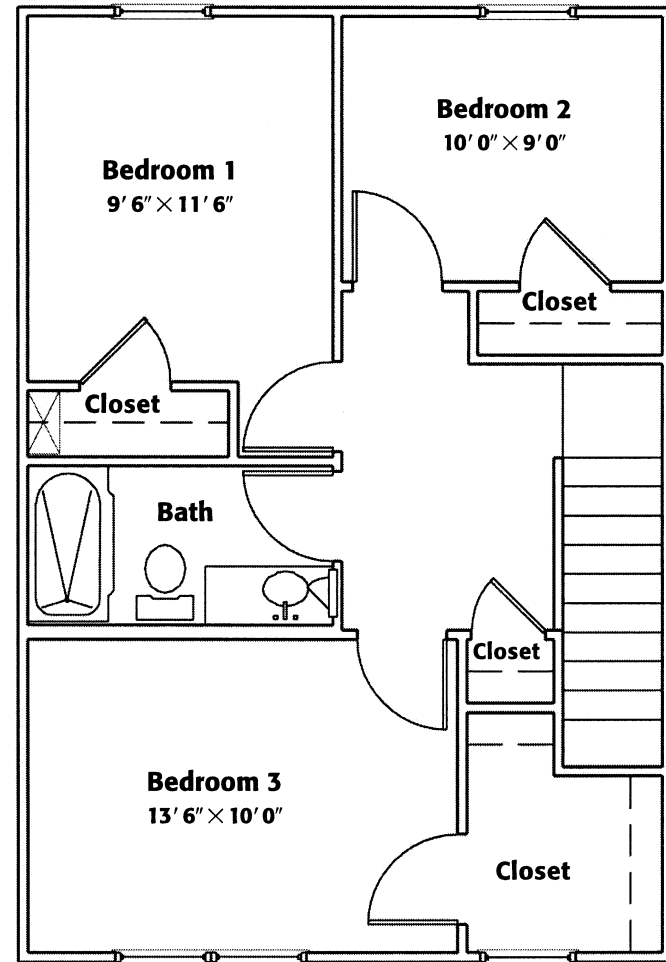 Bedroom 1
9' 6" × 11' 6"
Bedroom 2
10' 0" × 9' 0"
Closet
Closet
Bath
Closet
Bedroom 3
13' 6" × 10' 0"
Closet